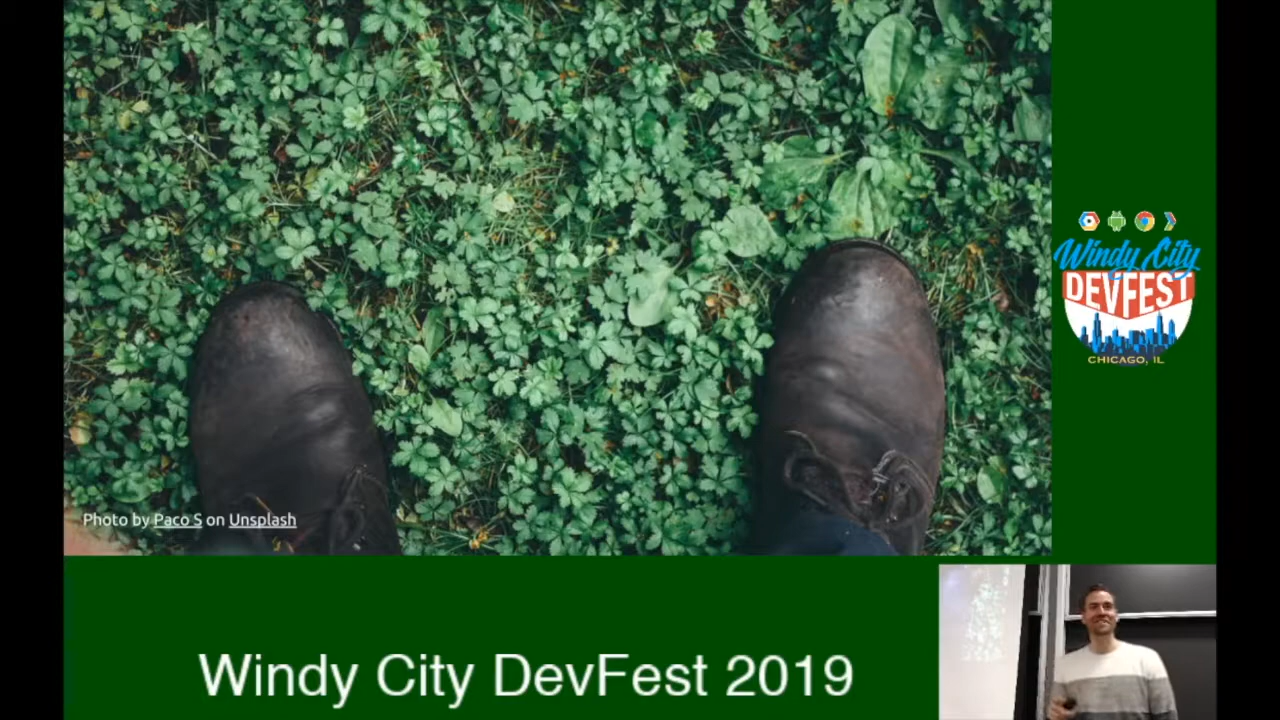 Windy City
DEVFEST
CHICAGO, IL
Photo by Paco S on Unsplash
Windy City DevFest 2019